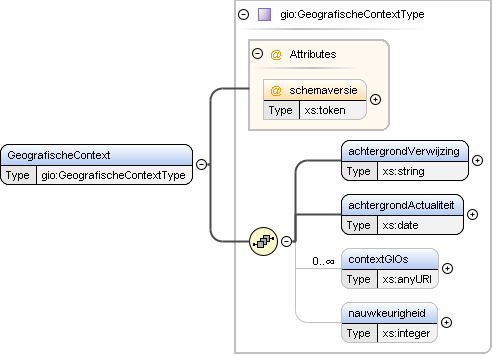 gio:GeografischeContextType
@ Attributes
@ schemaversie
Type xs:token
GeografischeContext
Type gio:GeografischeContextType
achtergrondVerwijzing
Type xs:string
achtergrondActualiteit
Type xs:date
0..∞
contextGIOs
Type xs:anyURI
nauwkeurigheid
Type xs:integer